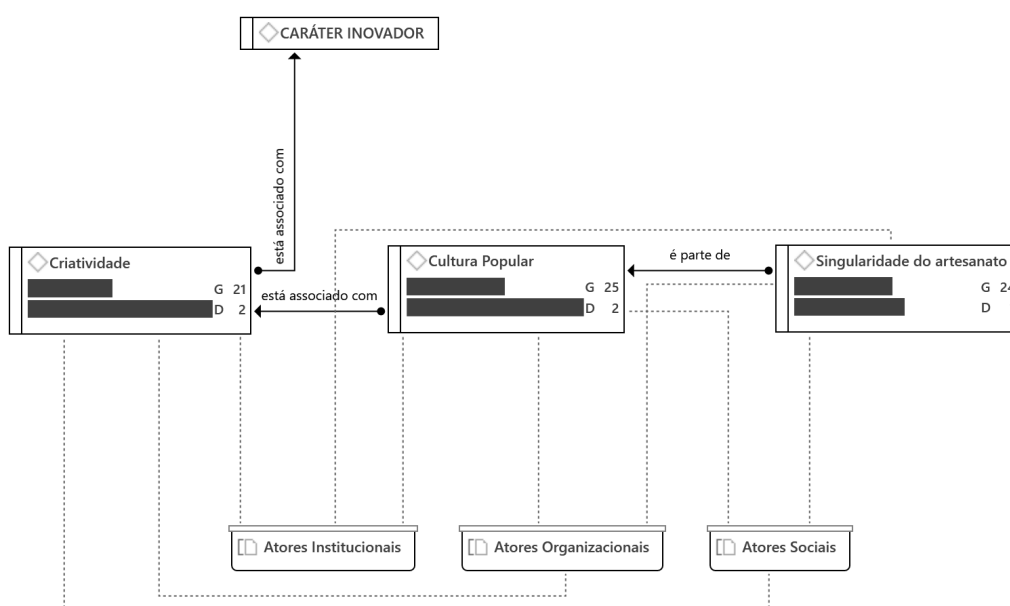 CARÁTER INOVADOR
está associado com
Criatividade
G 21
D 2
está associado com
Cultura Popular
G 25
D 2
é parte de
Singularidade do artesanato
G 24
D
Atores Institucionais
Atores Organizacionais
Atores Sociais